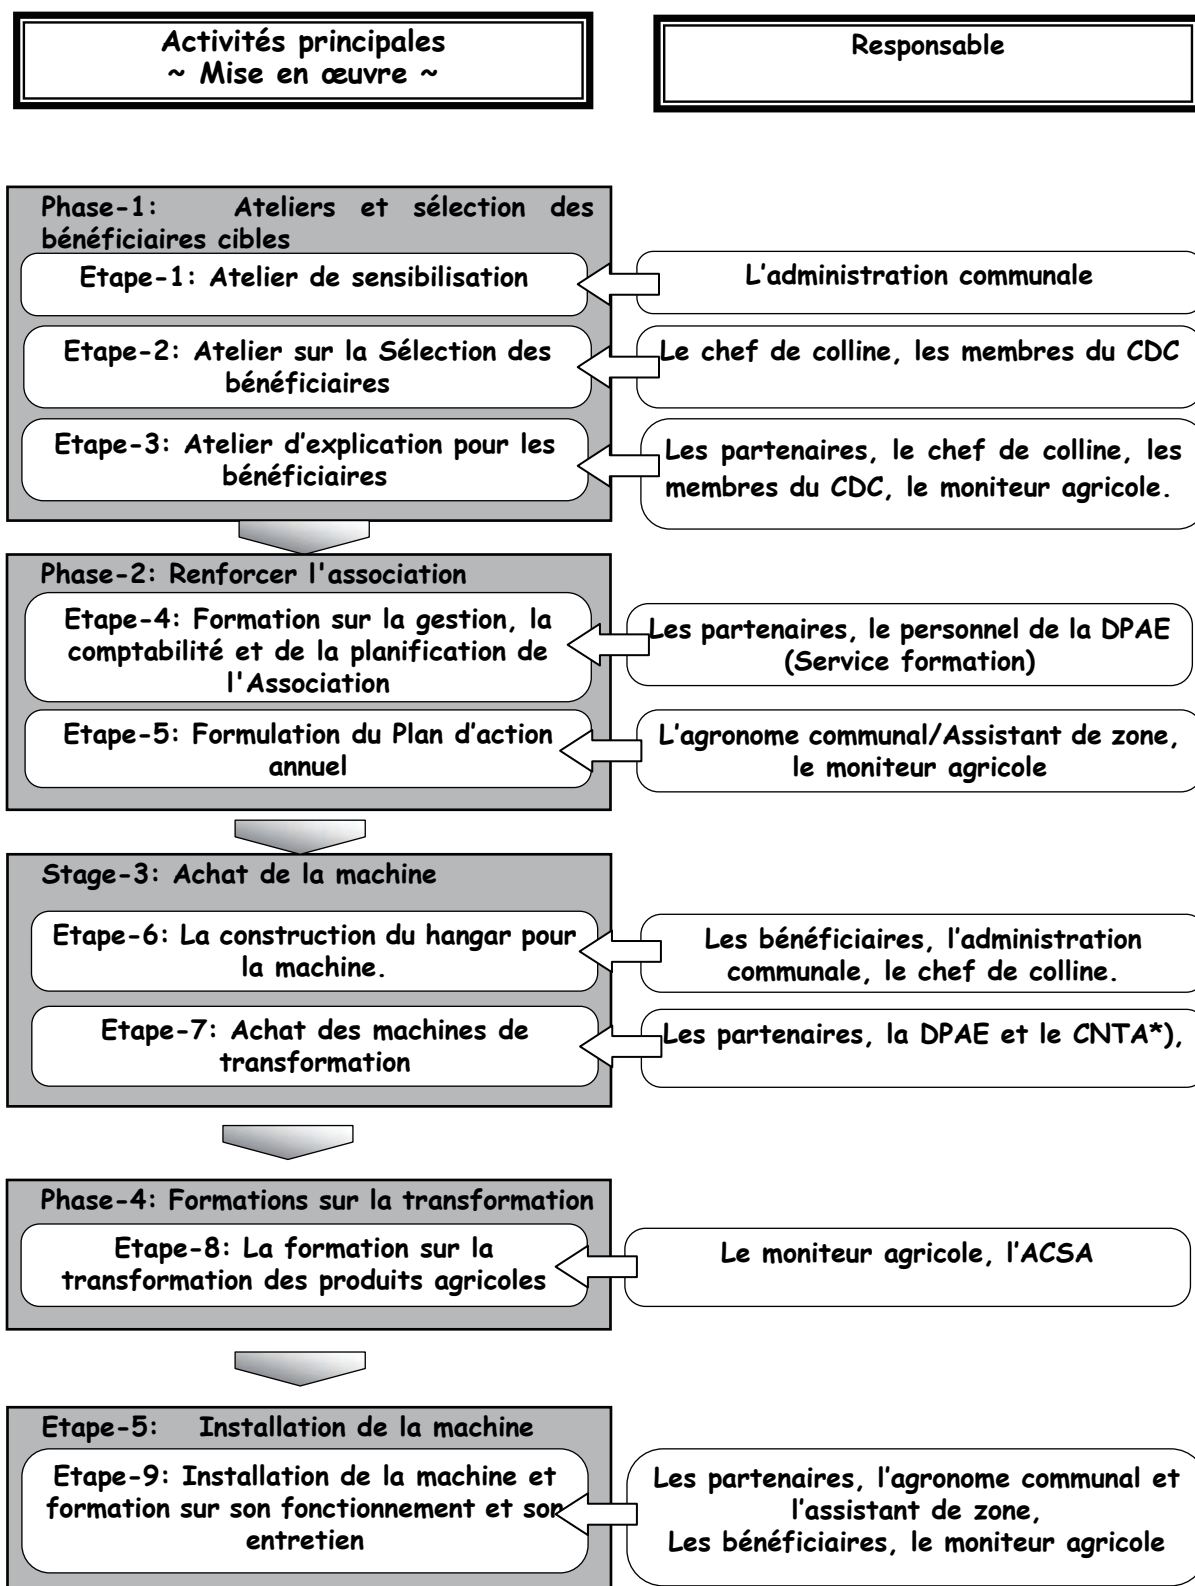 Activités principales
~ Mise en œuvre ~
Responsable
Phase-1: Ateliers et sélection des
bénéficiaires cibles
Etape-1: Atelier de sensibilisation
L'administration communale
Etape-2: Atelier sur la Sélection des
bénéficiaires
Le chef de colline, les membres du CDC
Etape-3: Atelier d'explication pour les
bénéficiaires
Les partenaires, le chef de colline, les
membres du CDC, le moniteur agricole.
Phase-2: Renforcer l'association
Etape-4: Formation sur la gestion, la
comptabilité et de la planification de
l'Association
Les partenaires, le personnel de la DPAE
(Service formation)
Etape-5: Formulation du Plan d'action
annuel
L'agronome communal/Assistant de zone,
le moniteur agricole
Stage-3: Achat de la machine
Etape-6: La construction du hangar pour
la machine.
Les bénéficiaires, l'administration
communale, le chef de colline.
Etape-7: Achat des machines de
transformation
Les partenaires, la DPAE et le CNTA*),
Phase-4: Formations sur la transformation
Etape-8: La formation sur la
transformation des produits agricoles
Le moniteur agricole, l'ACSA
Etape-5: Installation de la machine
Etape-9: Installation de la machine et
formation sur son fonctionnement et son
entretien
Les partenaires, l'agronome communal et
l'assistant de zone,
Les bénéficiaires, le moniteur agricole